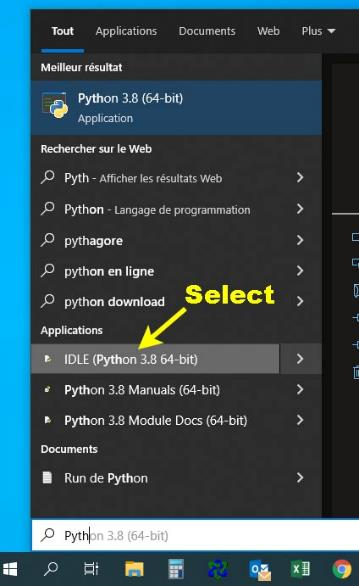 Tout Applications Documents Web Plus
Meilleur résultat
Python 3.8 (64-bit)
Application
Rechercher sur le Web
Pyth - Afficher les résultats Web
Python - Langage de programmation
pythagore
python en ligne
python download
Select
Applications
IDLE (Python 3.8 64-bit)
Python 3.8 Manuals (64-bit)
Python 3.8 Module Docs (64-bit)
Documents
Run de Python
Python 3.8 (64-bit)